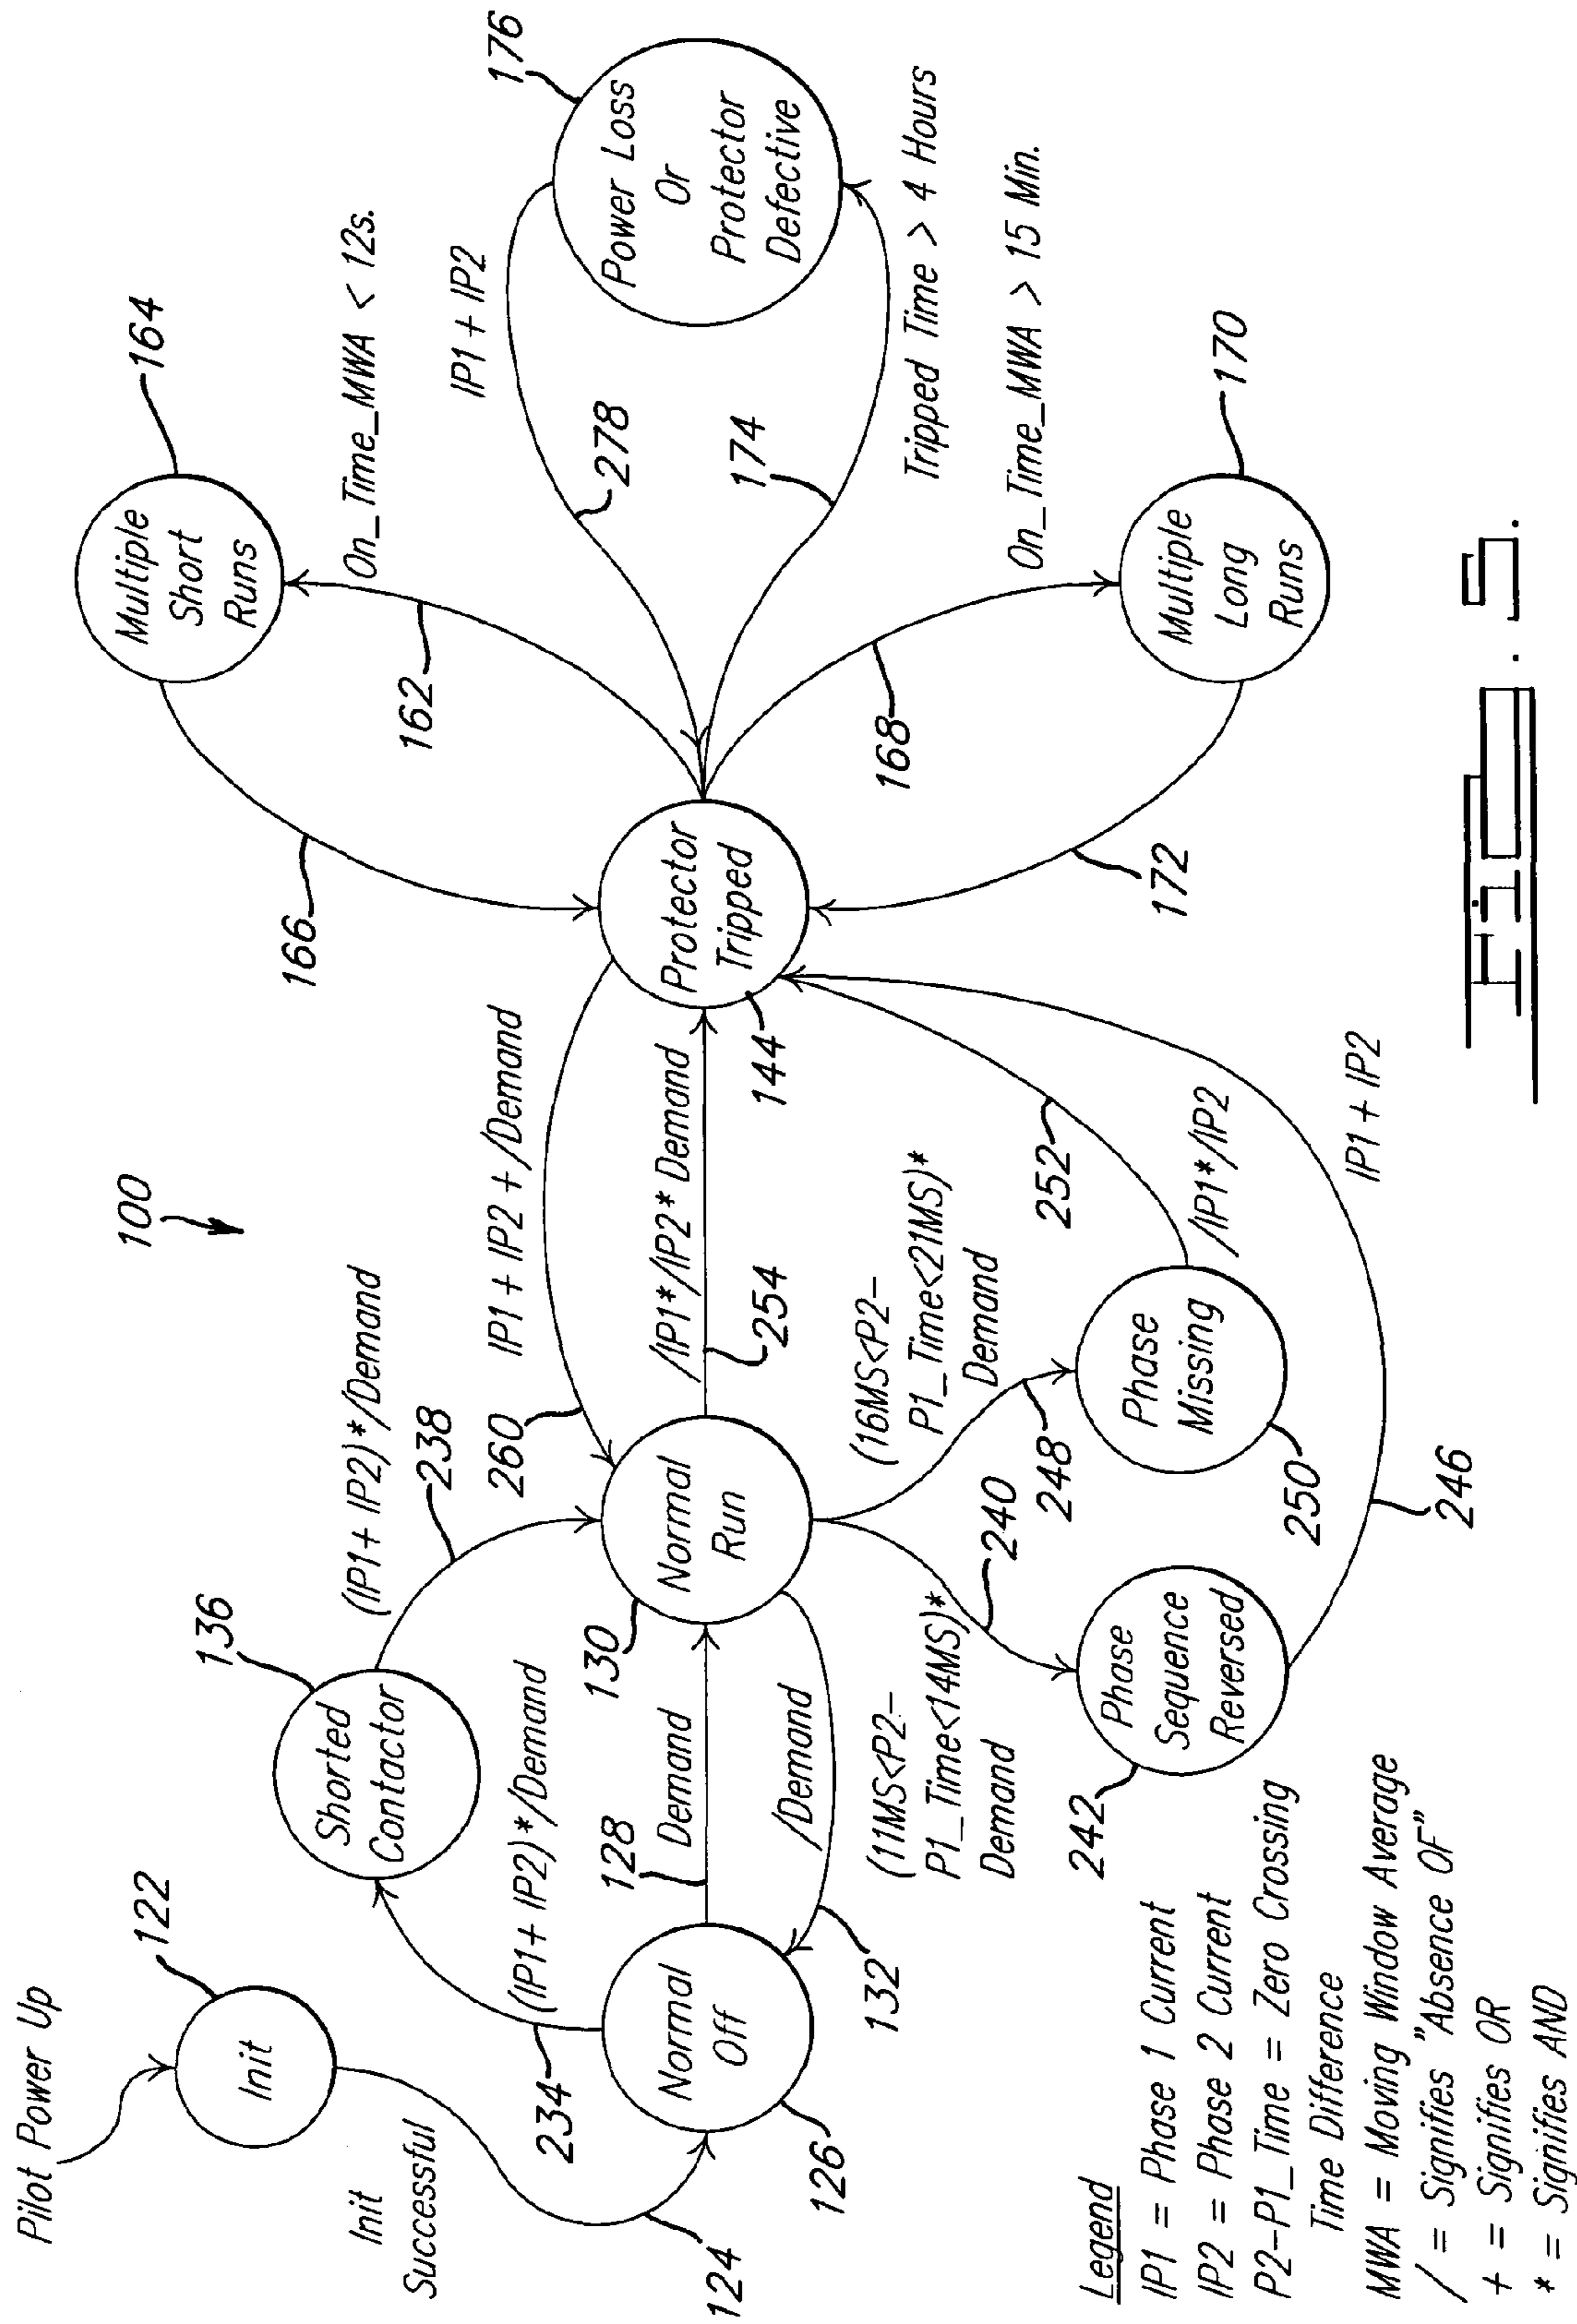 100
Pilot Power Up
122
Init
Init
Successful
124
Normal
Off
126
234
(IP1 + IP2)*/Demand
Shorted
Contactor
136
(IP1 + IP2)*/Demand
238
128
Demand
/Demand
132
Normal
Run
130
260
IP1 + IP2 + /Demand
/IP1*/IP2* Demand
254
(11MS<P2-
P1_Time<14MS)*
Demand
240
Phase
Sequence
Reversed
242
(16MS<P2-
P1_Time<21MS)*
Demand
248
Phase
Missing
250
/IP1*/IP2
252
IP1 + IP2
246
Protector
Tripped
144
166
162
Multiple
Short
Runs
164
On_Time_MWA < 12s.
IP1 + IP2
278
174
Power Loss
Or
Protector
Defective
176
Tripped Time > 4 Hours
On_Time_MWA > 15 Min.
168
Multiple
Long
Runs
170
172
Legend
IP1 = Phase 1 Current
IP2 = Phase 2 Current
P2-P1_Time = Zero Crossing
Time Difference
MWA = Moving Window Average
/ = Signifies "Absence OF"
+ = Signifies OR
* = Signifies AND
Fig. 5.